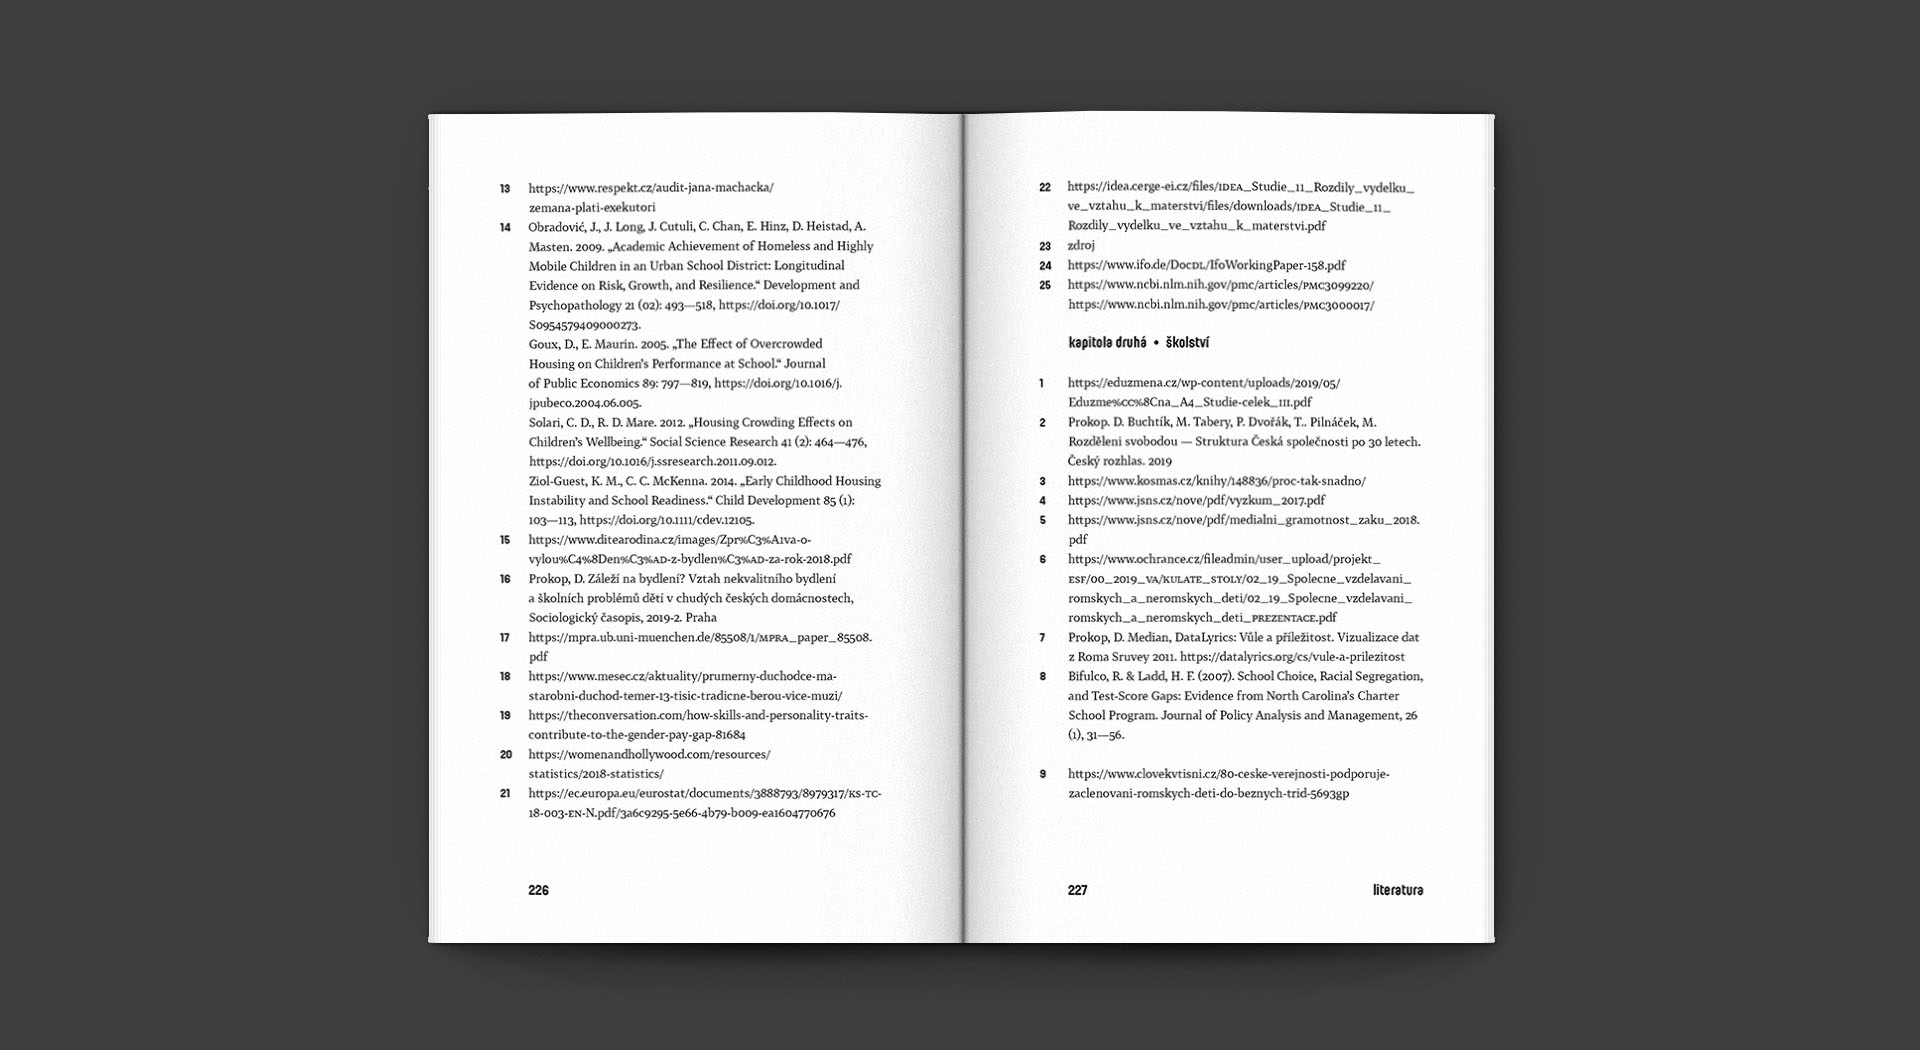 13 https://www.respekt.cz/audit-jana-machacka/
zemana-plati-exekutori
14 Obradović, J., J. Long, J. Cutuli, C. Chan, E. Hinz, D. Heistad, A.
Masten. 2009. „Academic Achievement of Homeless and Highly
Mobile Children in an Urban School District: Longitudinal
Evidence on Risk, Growth, and Resilience.“ Development and
Psychopathology 21 (02): 493—518, https://doi.org/10.1017/
S0954579409000273.
Goux, D., E. Maurin. 2005. „The Effect of Overcrowded
Housing on Children’s Performance at School.“ Journal
of Public Economics 89: 797—819, https://doi.org/10.1016/j.
jpubeco.2004.06.005.
Solari, C. D., R. D. Mare. 2012. „Housing Crowding Effects on
Children’s Wellbeing.“ Social Science Research 41 (2): 464—476,
https://doi.org/10.1016/j.ssresearch.2011.09.012.
Ziol-Guest, K. M., C. C. McKenna. 2014. „Early Childhood Housing
Instability and School Readiness.“ Child Development 85 (1):
103—113, https://doi.org/10.1111/cdev.12105.
15 https://www.ditearodina.cz/images/Zpr%C3%A1va-o-
vylou%C4%8Den%C3%AD-z-bydlen%C3%AD-za-rok-2018.pdf
16 Prokop, D. Záleží na bydlení? Vztah nekvalitního bydlení
a školních problémů dětí v chudých českých domácnostech,
Sociologický časopis, 2019-2. Praha
17 https://mpra.ub.uni-muenchen.de/85508/1/MPRA_paper_85508.
pdf
18 https://www.mesec.cz/aktuality/prumerny-duchodce-ma-
starobni-duchod-temer-13-tisic-tradicne-berou-vice-muzi/
19 https://theconversation.com/how-skills-and-personality-traits-
contribute-to-the-gender-pay-gap-81684
20 https://womenandhollywood.com/resources/
statistics/2018-statistics/
21 https://ec.europa.eu/eurostat/documents/3888793/8979317/KS-TC-
18-003-EN-N.pdf/3a6c9295-5e66-4b79-b009-ea1604770676
226
22 https://idea.cerge-ei.cz/files/IDEA_Studie_11_Rozdily_vydelku_
ve_vztahu_k_materstvi/files/downloads/IDEA_Studie_11_
Rozdily_vydelku_ve_vztahu_k_materstvi.pdf
23 zdroj
24 https://www.ifo.de/DocDL/IfoWorkingPaper-158.pdf
25 https://www.ncbi.nlm.nih.gov/pmc/articles/PMC3099220/
https://www.ncbi.nlm.nih.gov/pmc/articles/PMC3000017/
kapitola druhá • školství
1 https://eduzmena.cz/wp-content/uploads/2019/05/
Eduzme%CC%8Cna_A4_Studie-celek_III.pdf
2 Prokop. D. Buchtík, M. Tabery, P. Dvořák, T.. Pilnáček, M.
Rozděleni svobodou — Struktura Česká společnosti po 30 letech.
Český rozhlas. 2019
3 https://www.kosmas.cz/knihy/148836/proc-tak-snadno/
4 https://www.jsns.cz/nove/pdf/vyzkum_2017.pdf
5 https://www.jsns.cz/nove/pdf/medialni_gramotnost_zaku_2018.
pdf
6 https://www.ochrance.cz/fileadmin/user_upload/projekt_
ESF/00_2019_VA/KULATE_STOLY/02_19_Spolecne_vzdelavani_
romskych_a_neromskych_deti/02_19_Spolecne_vzdelavani_
romskych_a_neromskych_deti_PREZENTACE.pdf
7 Prokop, D. Median, DataLyrics: Vůle a příležitost. Vizualizace dat
z Roma Sruvey 2011. https://datalyrics.org/cs/vule-a-prilezitost
8 Bifulco, R. & Ladd, H. F. (2007). School Choice, Racial Segregation,
and Test-Score Gaps: Evidence from North Carolina’s Charter
School Program. Journal of Policy Analysis and Management, 26
(1), 31—56.
9 https://www.clovekvtisni.cz/80-ceske-verejnosti-podporuje-
zaclenovani-romskych-deti-do-beznych-trid-5693gp
227 literatura